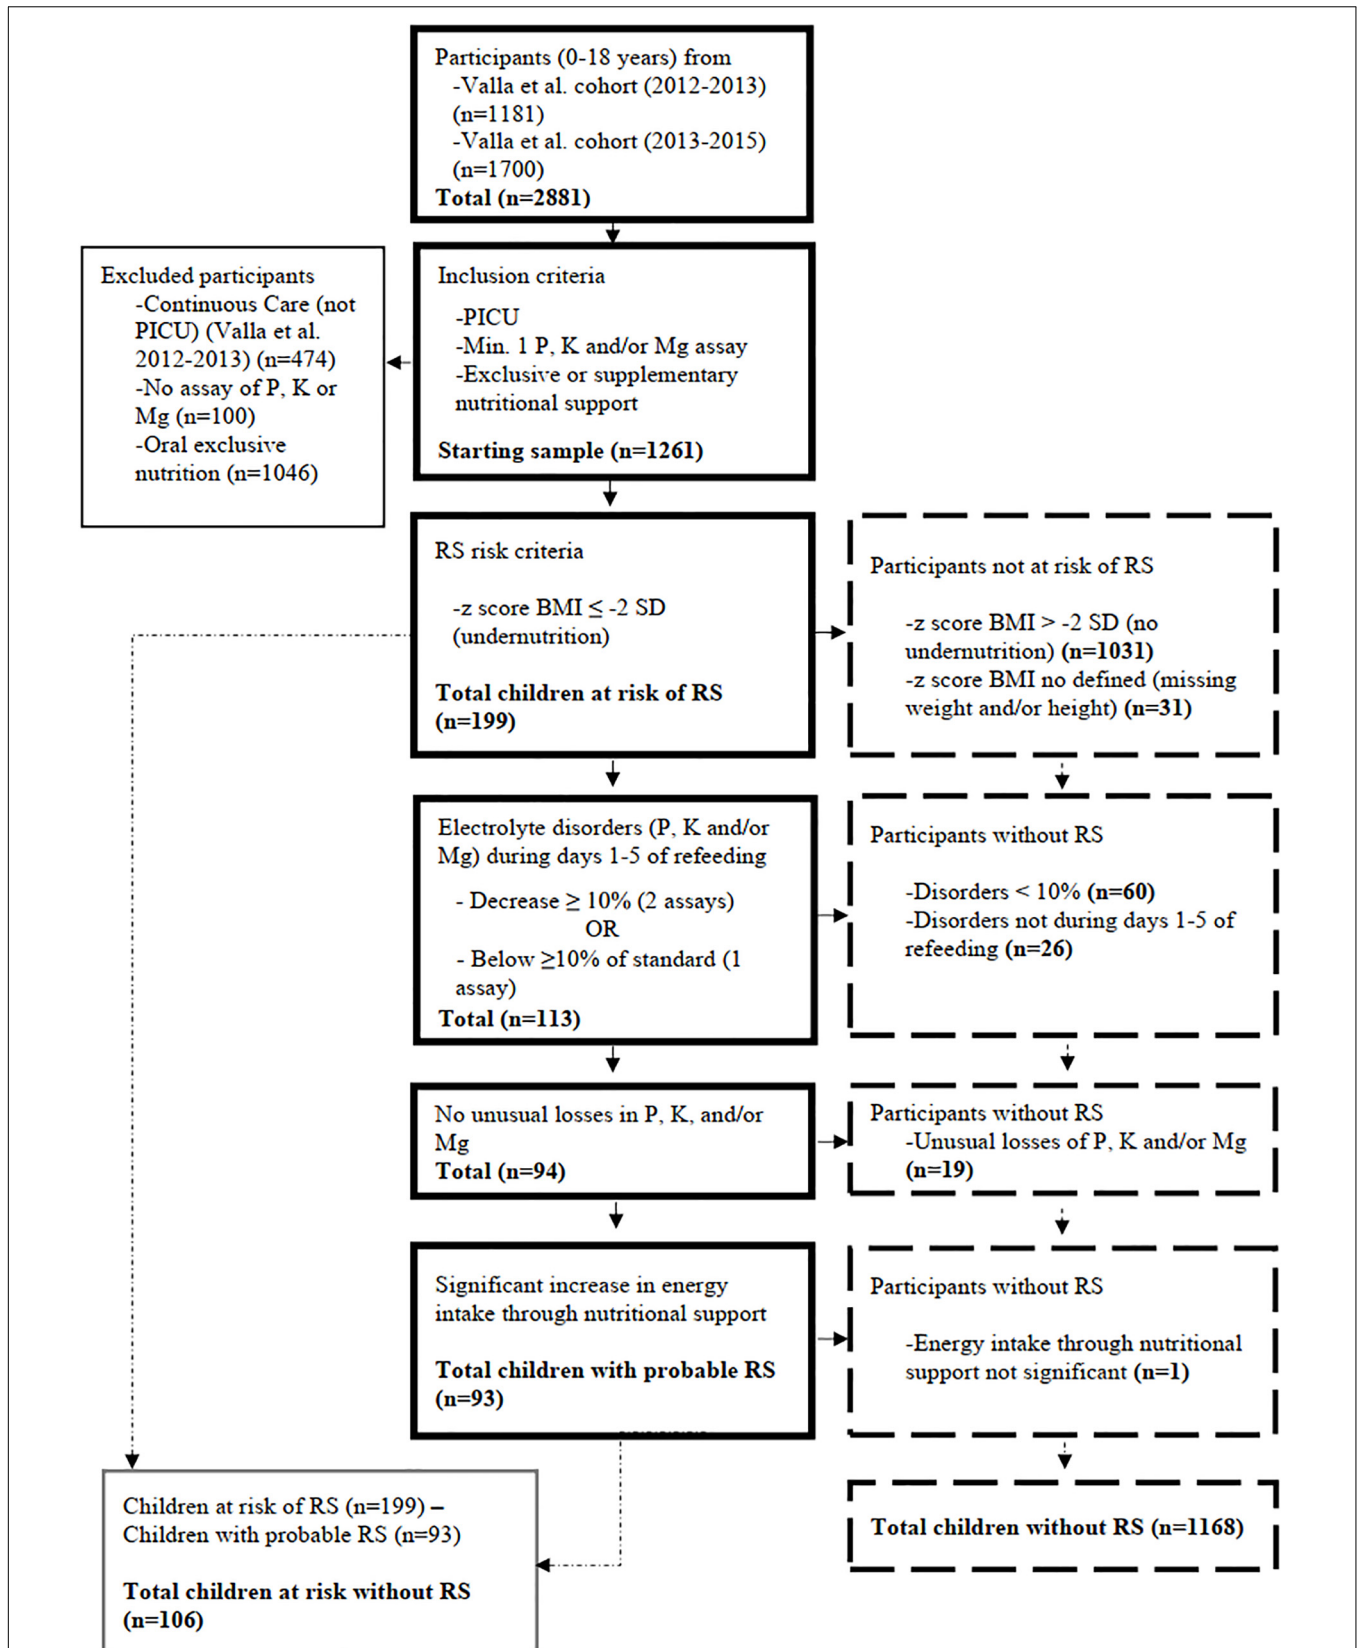 Participants (0-18 years) from
-Valla et al. cohort (2012-2013)
(n=1181)
-Valla et al. cohort (2013-2015)
(n=1700)
Total (n=2881)
Excluded participants
-Continuous Care (not
PICU) (Valla et al.
2012-2013) (n=474)
-No assay of P, K or
Mg (n=100)
-Oral exclusive
nutrition (n=1046)
Inclusion criteria
-PICU
-Min. 1 P, K and/or Mg assay
-Exclusive or supplementary
nutritional support
Starting sample (n=1261)
RS risk criteria
-z score BMI ≤ -2 SD
(undernutrition)
Total children at risk of RS
(n=199)
Participants not at risk of RS
-z score BMI > -2 SD (no
undernutrition) (n=1031)
-z score BMI no defined (missing
weight and/or height) (n=31)
Electrolyte disorders (P, K and/or
Mg) during days 1-5 of refeeding
- Decrease ≥ 10% (2 assays)
OR
- Below ≥10% of standard (1
assay)
Total (n=113)
Participants without RS
-Disorders < 10% (n=60)
-Disorders not during days 1-5 of
refeeding (n=26)
No unusual losses in P, K, and/or
Mg
Total (n=94)
Participants without RS
-Unusual losses of P, K and/or Mg
(n=19)
Significant increase in energy
intake through nutritional support
Total children with probable RS
(n=93)
Participants without RS
-Energy intake through nutritional
support not significant (n=1)
Children at risk of RS (n=199) –
Children with probable RS (n=93)
Total children at risk without RS
(n=106)
Total children without RS (n=1168)